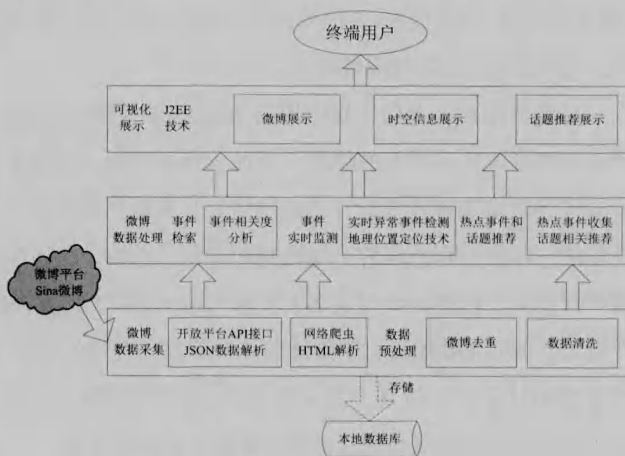 终端用户
可视化 J2EE
展示 技术
微博展示
时空信息展示
话题推荐展示
微博 事件
数据处理 检索
事件相关度
分析
事件
实时监测
实时异常事件检测
地理位置定位技术
热点事件和
话题推荐
热点事件收集
话题相关推荐
微博平台
Sina微博
微博
数据采集
开放平台API接口
JSON数据解析
网络爬虫
HTML解析
数据
预处理
微博去重
数据清洗
存储
本地数据库